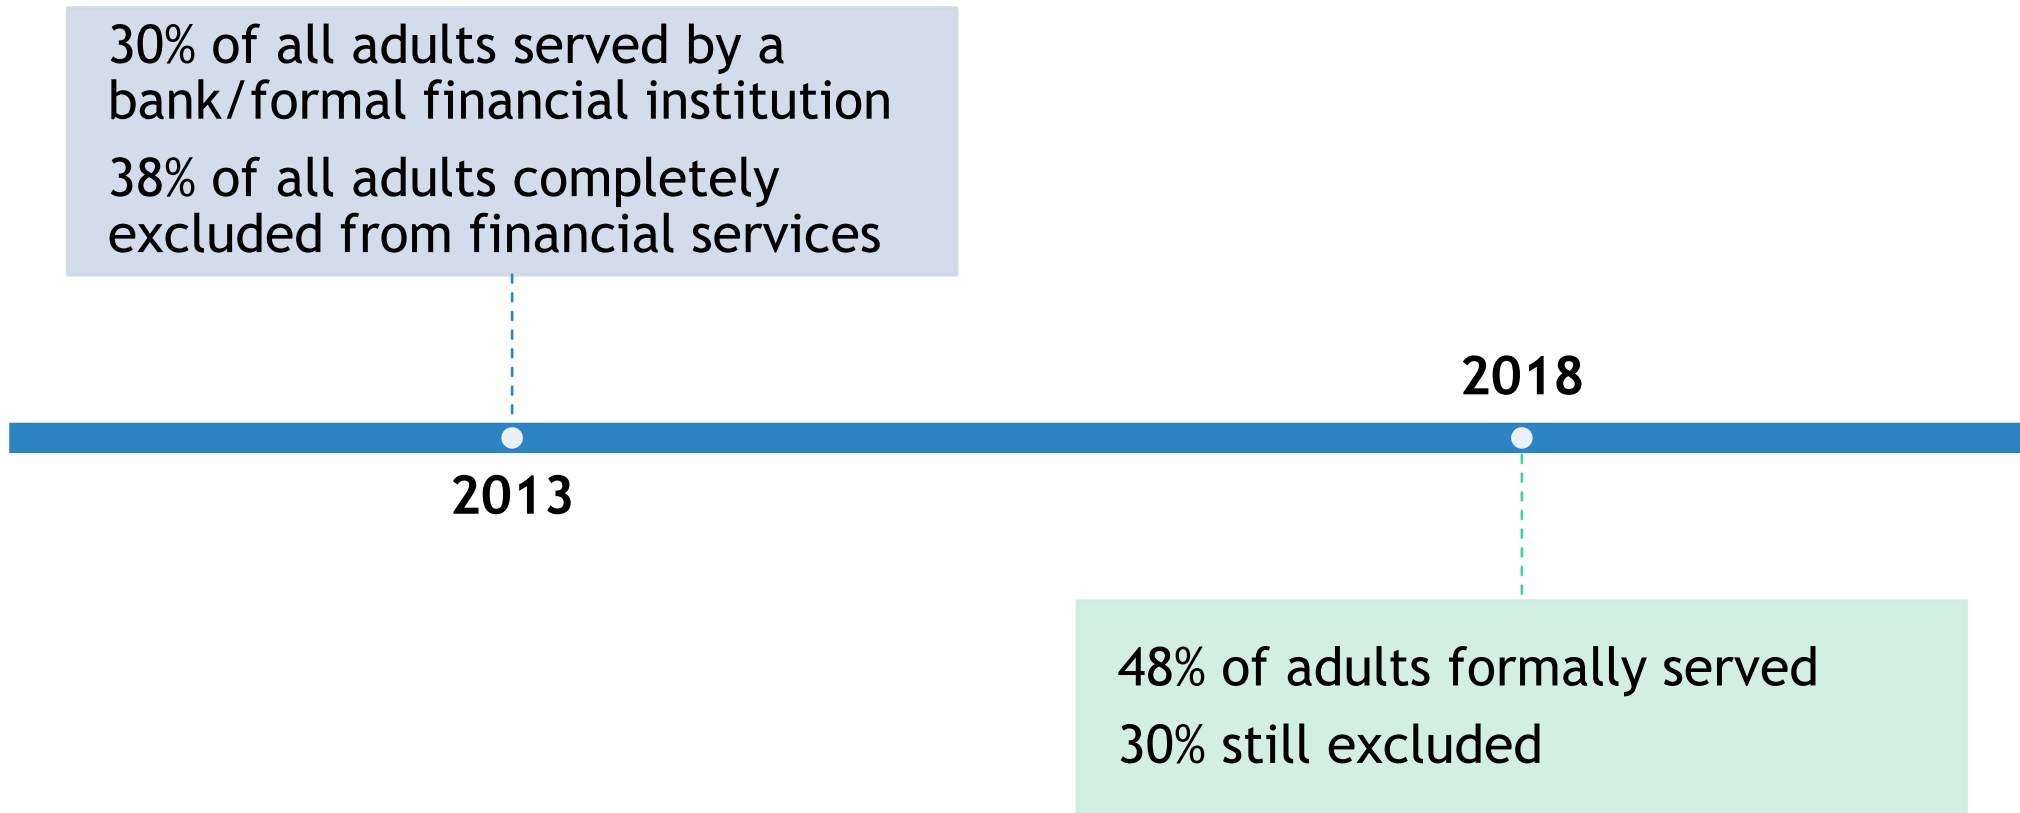 30% of all adults served by a
bank/formal financial institution
38% of all adults completely
excluded from financial services
2018
2013
48% of adults formally served
30% still excluded